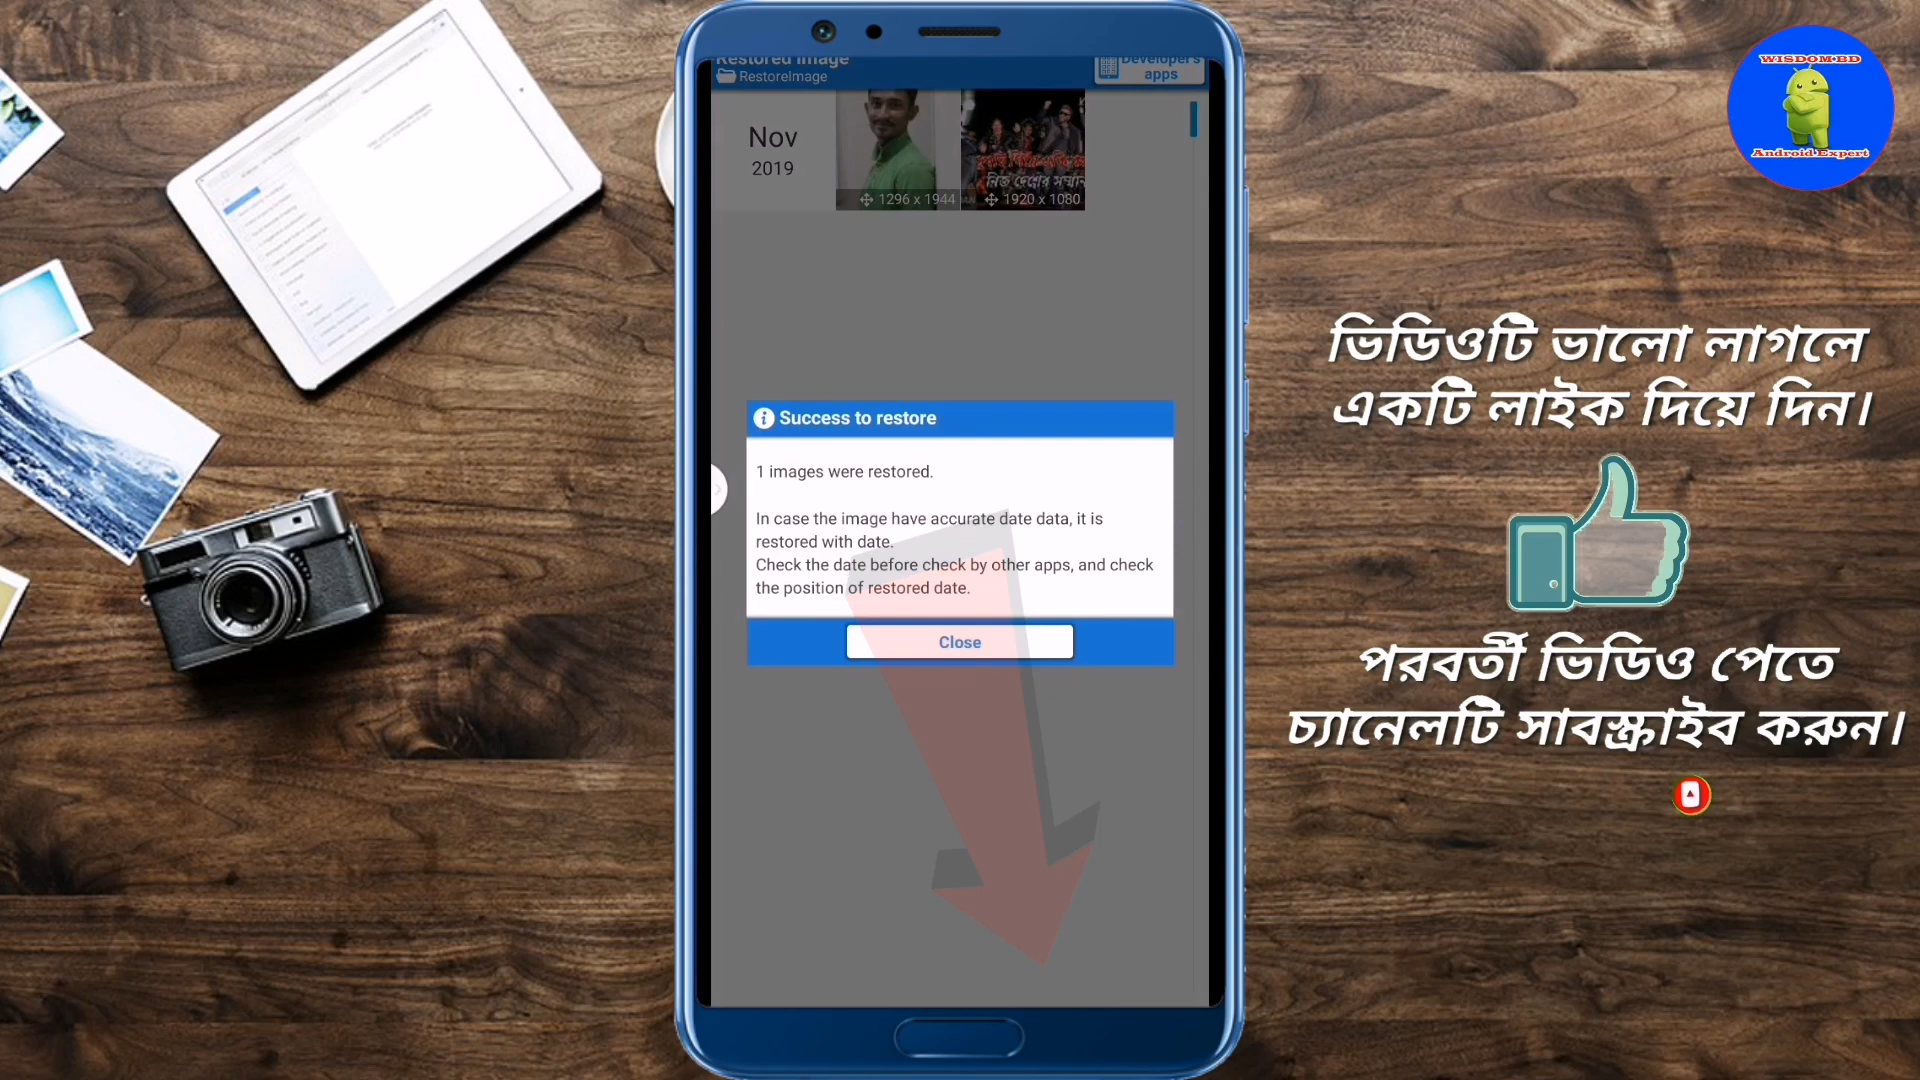 Restored image
RestoreImage
Developer's
apps
Nov
2019
1296 x 1944
1920 x 1080
Success to restore
1 images were restored.
In case the image have accurate date data, it is
restored with date.
Check the date before check by other apps, and check
the position of restored date.
Close
WISDOM BD
Android Expert
ভিডিওটি ভালো লাগলে
একটি লাইক দিয়ে দিন।
পরবর্তী ভিডিও পেতে
চ্যানেলটি সাবস্ক্রাইব করুন।